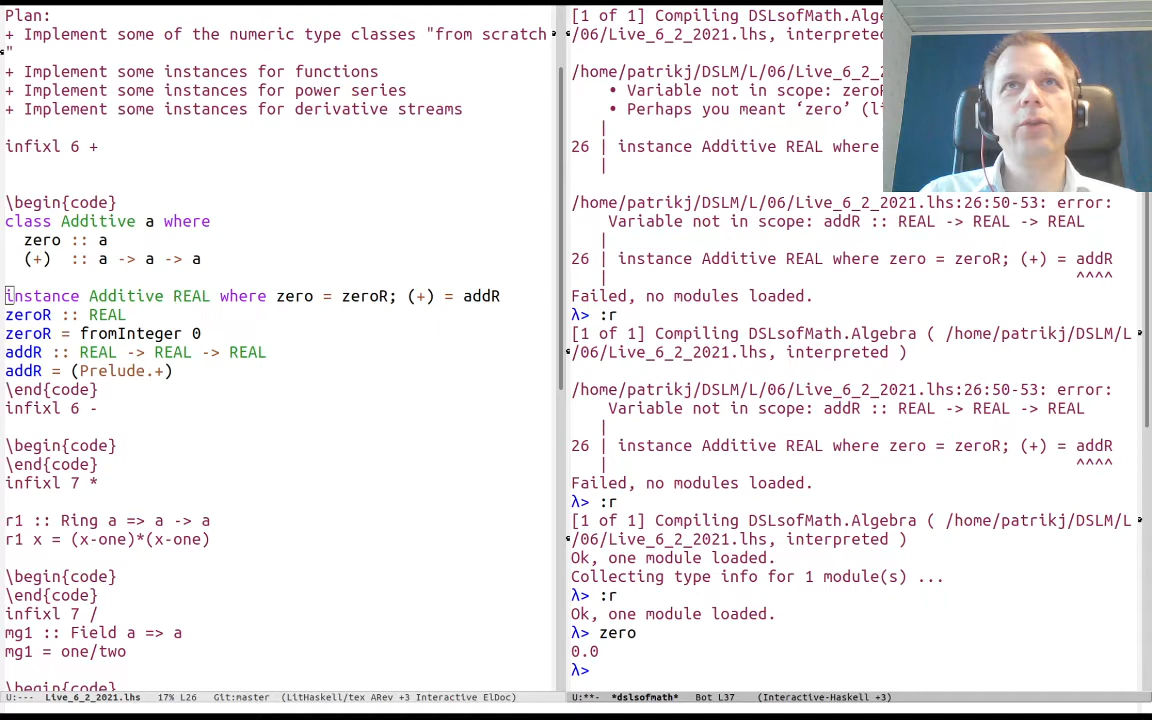 Plan:
+ Implement some of the numeric type classes "from scratch
"
+ Implement some instances for functions
+ Implement some instances for power series
+ Implement some instances for derivative streams
infixl 6 +
\begin{code}
class Additive a where
zero :: a
(+) :: a -> a -> a
instance Additive REAL where zero = zeroR; (+) = addR
zeroR :: REAL
zeroR = fromInteger 0
addR :: REAL -> REAL -> REAL
addR = (Prelude.+)
\end{code}
infixl 6 -
\begin{code}
\end{code}
infixl 7 *
r1 :: Ring a => a -> a
r1 x = (x-one)*(x-one)
\begin{code}
\end{code}
infixl 7 /
mg1 :: Field a => a
mg1 = one/two
\begin{code}
U:--- Live_6_2_2021.lhs 17% L26 Git:master (LitHaskell/tex ARev +3 Interactive ElDoc)
[1 of 1] Compiling DSLsofMath.Alge
/06/Live_6_2_2021.lhs, interpreted
/home/patrikj/DSLM/L/06/Live_6_2_2
• Variable not in scope: zeroR
• Perhaps you meant ‘zero’ (li
|
26 | instance Additive REAL where
|
/home/patrikj/DSLM/L/06/Live_6_2_2021.lhs:26:50-53: error:
Variable not in scope: addR :: REAL -> REAL -> REAL
|
26 | instance Additive REAL where zero = zeroR; (+) = addR
| ^^^^
Failed, no modules loaded.
λ> :r
[1 of 1] Compiling DSLsofMath.Algebra ( /home/patrikj/DSLM/L
/06/Live_6_2_2021.lhs, interpreted )
/home/patrikj/DSLM/L/06/Live_6_2_2021.lhs:26:50-53: error:
Variable not in scope: addR :: REAL -> REAL -> REAL
|
26 | instance Additive REAL where zero = zeroR; (+) = addR
| ^^^^
Failed, no modules loaded.
λ> :r
[1 of 1] Compiling DSLsofMath.Algebra ( /home/patrikj/DSLM/L
/06/Live_6_2_2021.lhs, interpreted )
Ok, one module loaded.
Collecting type info for 1 module(s) ...
λ> :r
Ok, one module loaded.
λ> zero
0.0
λ>
U:**- *dslsofmath* Bot L37 (Interactive-Haskell +3)